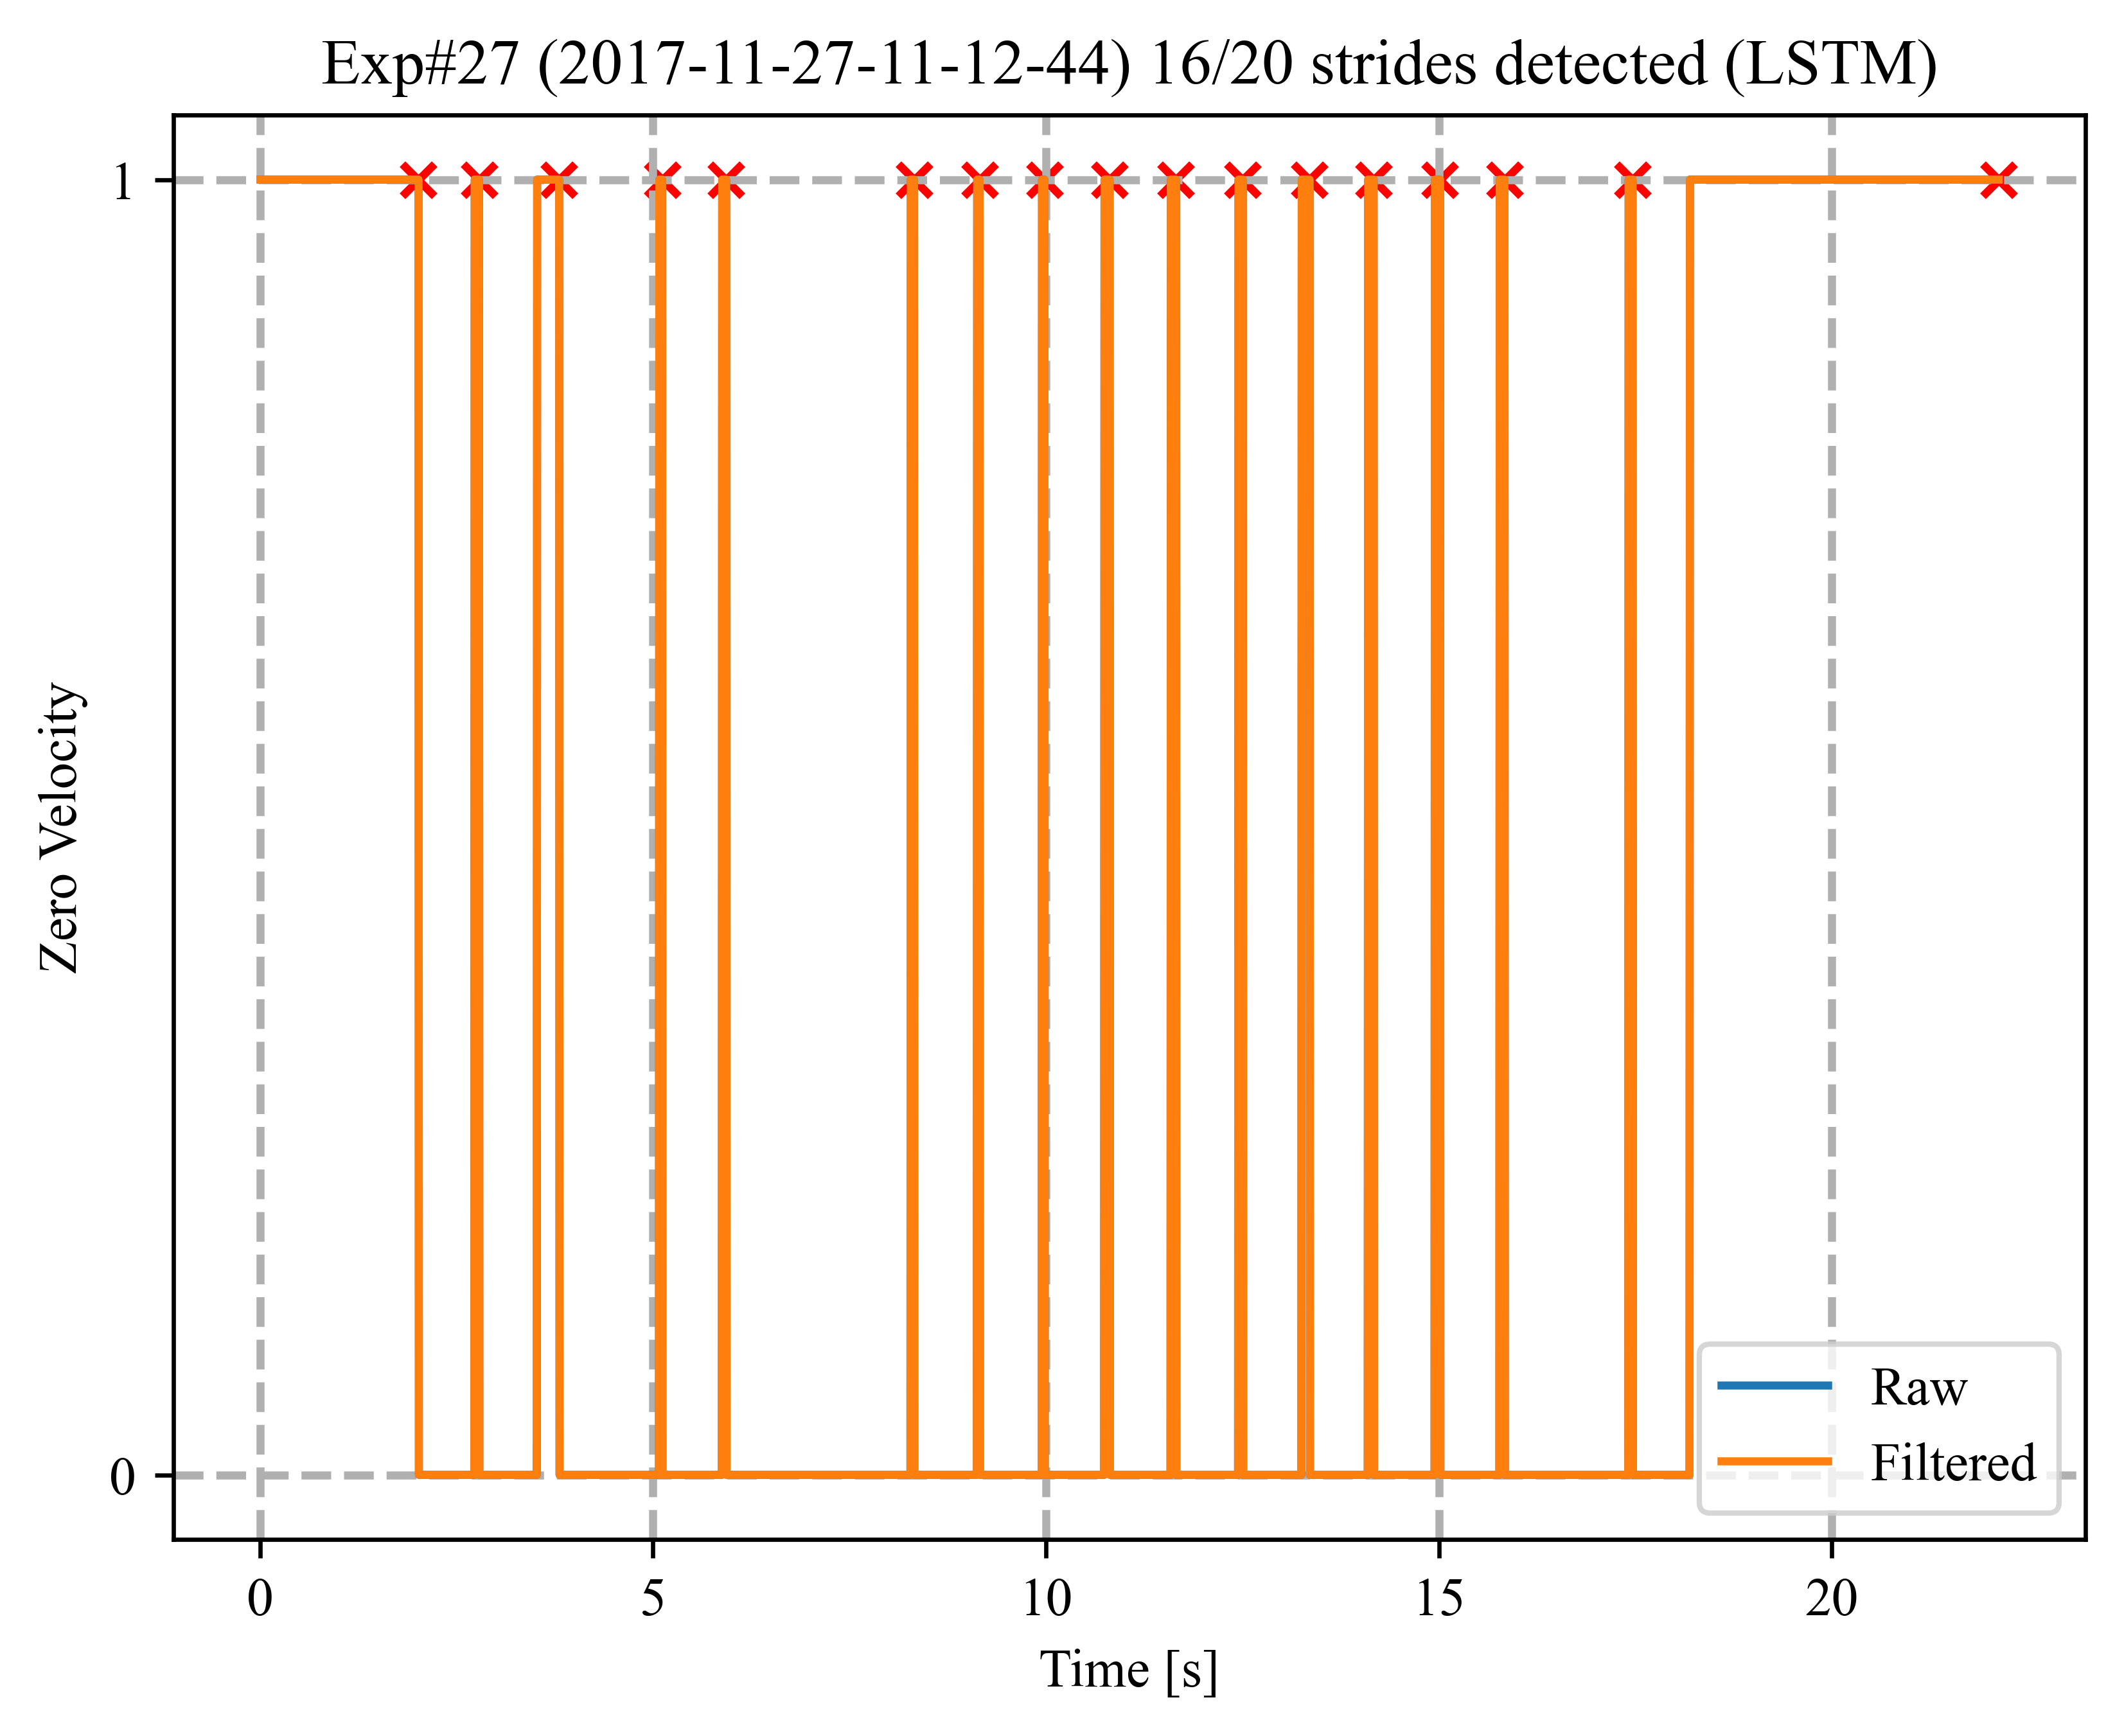 Exp#27 (2017-11-27-11-12-44) 16/20 strides detected (LSTM)
1
Zero Velocity
0
Raw
Filtered
0 5 10 15 20
Time [s]